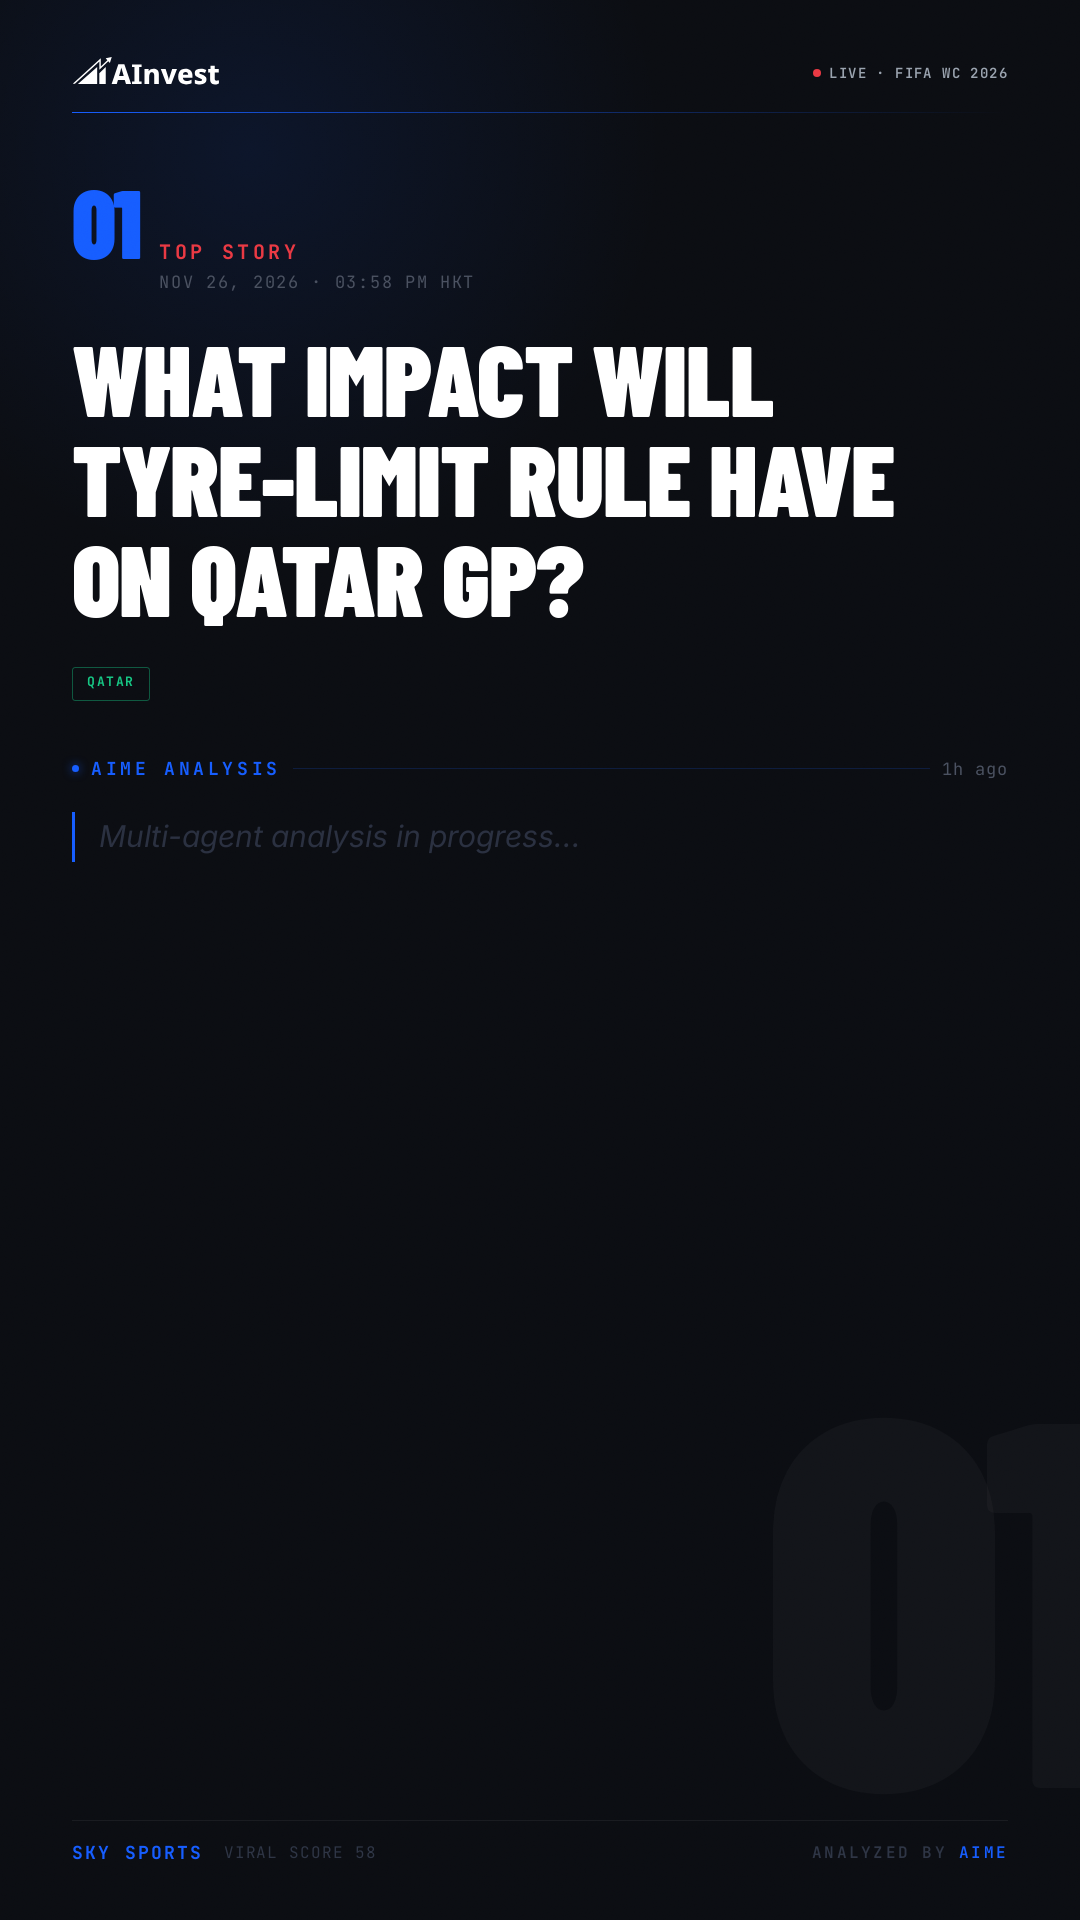 AInvest
LIVE · FIFA WC 2026
01
TOP STORY
NOV 26, 2026 · 03:58 PM HKT
WHAT IMPACT WILL
TYRE-LIMIT RULE HAVE
ON QATAR GP?
QATAR
AIME ANALYSIS
1h ago
Multi-agent analysis in progress...
01
SKY SPORTS VIRAL SCORE 58
ANALYZED BY AIME